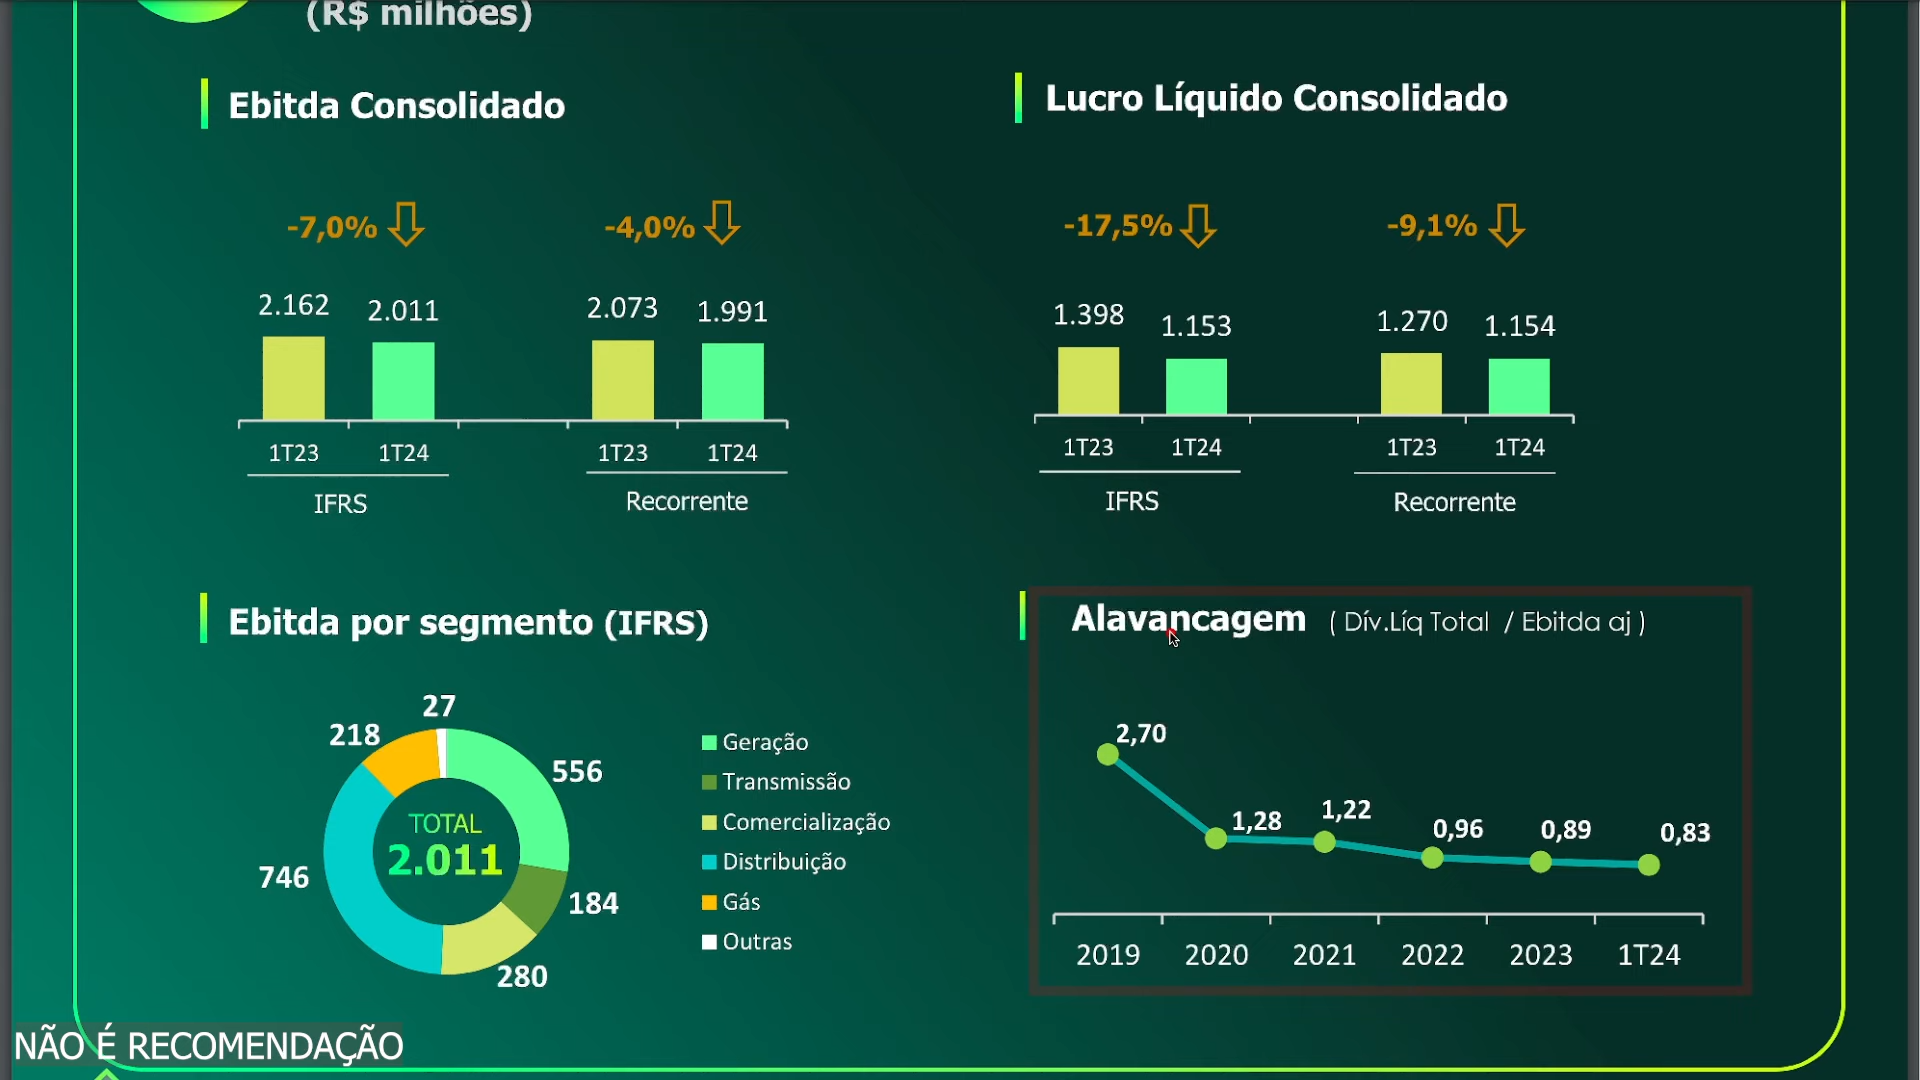 (R$ milhões)
Ebitda Consolidado
-7,0%
-4,0%
2.162
2.011
2.073
1.991
1T23
1T24
1T23
1T24
IFRS
Recorrente
Lucro Líquido Consolidado
-17,5%
-9,1%
1.398
1.153
1.270
1.154
1T23
1T24
1T23
1T24
IFRS
Recorrente
Ebitda por segmento (IFRS)
27
218
556
TOTAL
2.011
746
184
280
Geração
Transmissão
Comercialização
Distribuição
Gás
Outras
Alavancagem ( Dív.Líq Total / Ebitda aj )
2,70
1,28
1,22
0,96
0,89
0,83
2019
2020
2021
2022
2023
1T24
NÃO É RECOMENDAÇÃO